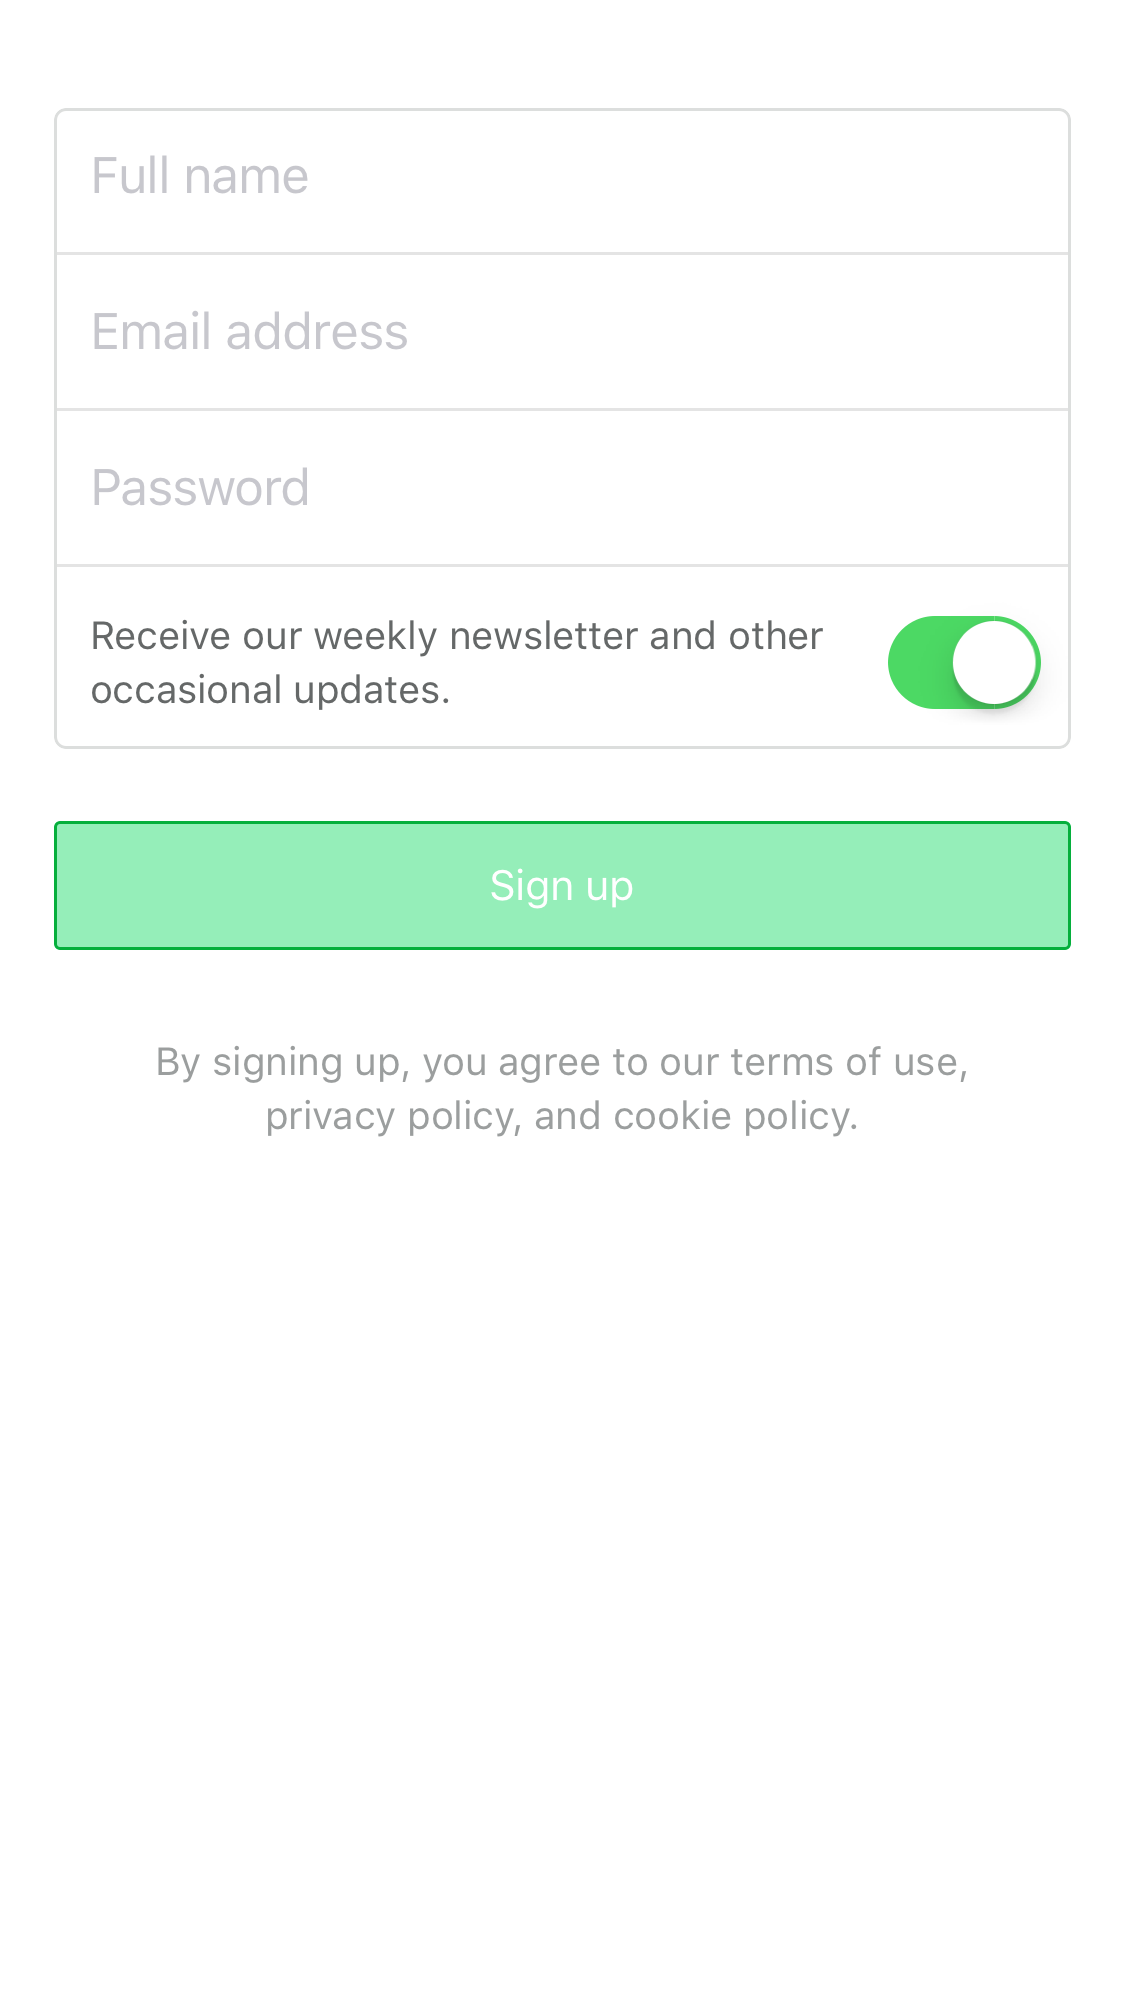 Full name
Email address
Password
Receive our weekly newsletter and other
occasional updates.
Sign up
By signing up, you agree to our terms of use,
privacy policy, and cookie policy.